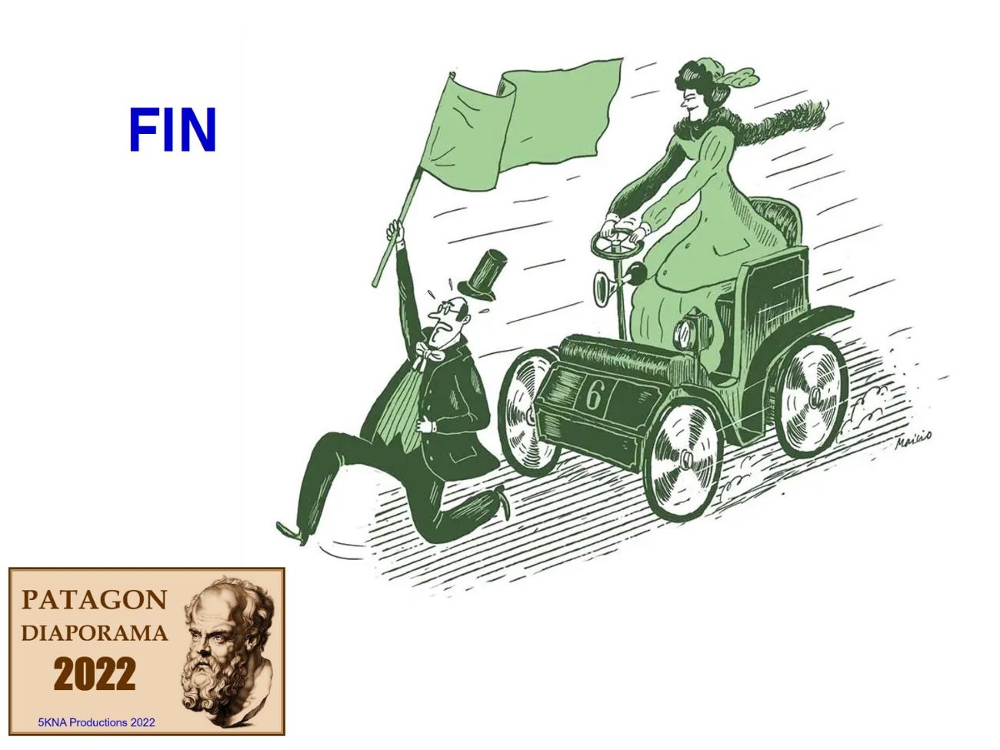 FIN
6
Maicio
PATAGON
DIAPORAMA
2022
5KNA Productions 2022